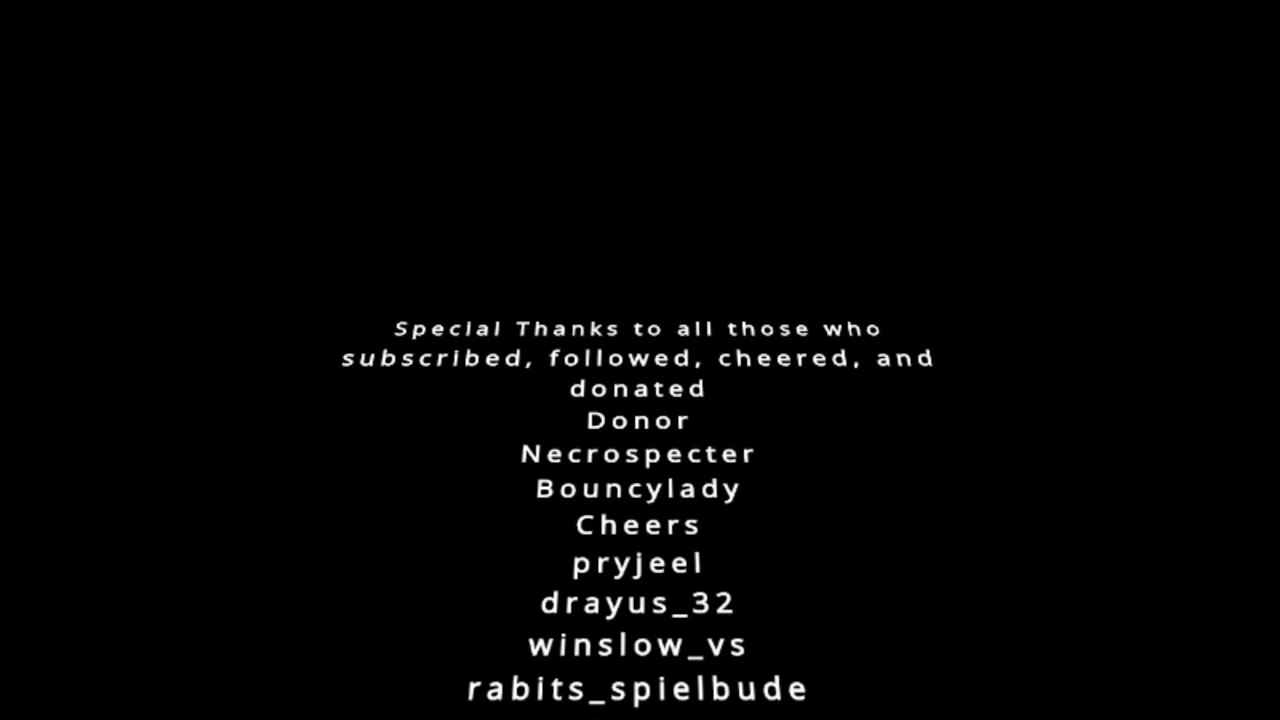 Special Thanks to all those who
subscribed, followed, cheered, and
donated
Donor
Necrospecter
Bouncylady
Cheers
pryjeel
drayus_32
winslow_vs
rabits_spielbude